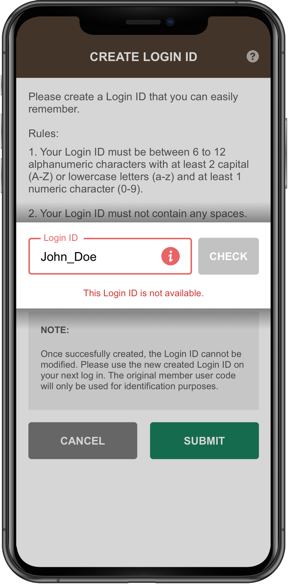 CREATE LOGIN ID ?
Please create a Login ID that you can easily
remember.
Rules:
1. Your Login ID must be between 6 to 12
alphanumeric characters with at least 2 capital
(A-Z) or lowercase letters (a-z) and at least 1
numeric character (0-9).
2. Your Login ID must not contain any spaces.
Login ID
John_Doe i CHECK
This Login ID is not available.
NOTE:
Once succesfully created, the Login ID cannot be
modified. Please use the new created Login ID on
your next log in. The original member user code
will only be used for identification purposes.
CANCEL SUBMIT